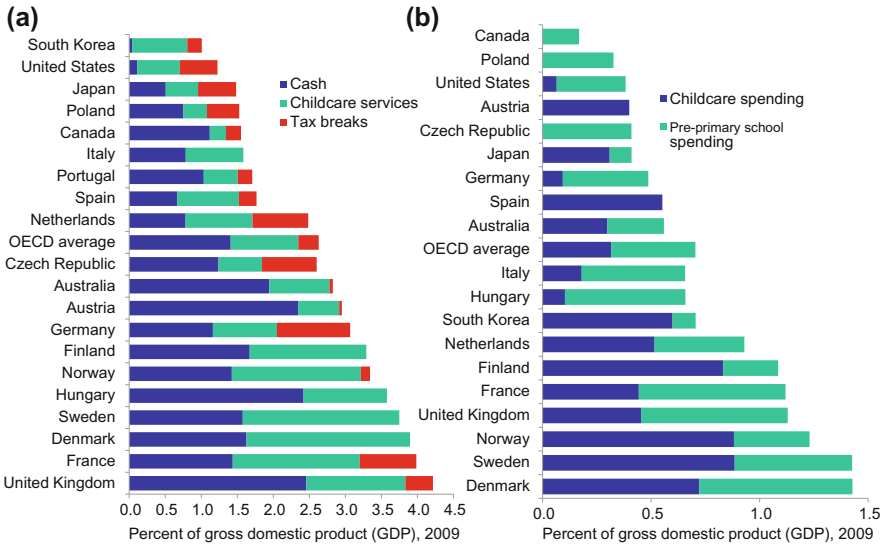 (a)
South Korea
United States
Japan
Poland
Canada
Italy
Portugal
Spain
Netherlands
OECD average
Czech Republic
Australia
Austria
Germany
Finland
Norway
Hungary
Sweden
Denmark
France
United Kingdom
Cash
Childcare services
Tax breaks
0.0 0.5 1.0 1.5 2.0 2.5 3.0 3.5 4.0 4.5
Percent of gross domestic product (GDP), 2009
(b)
Canada
Poland
United States
Austria
Czech Republic
Japan
Germany
Spain
Australia
OECD average
Italy
Hungary
South Korea
Netherlands
Finland
France
United Kingdom
Norway
Sweden
Denmark
Childcare spending
Pre-primary school
spending
0.0 0.5 1.0 1.5
Percent of gross domestic product (GDP), 2009